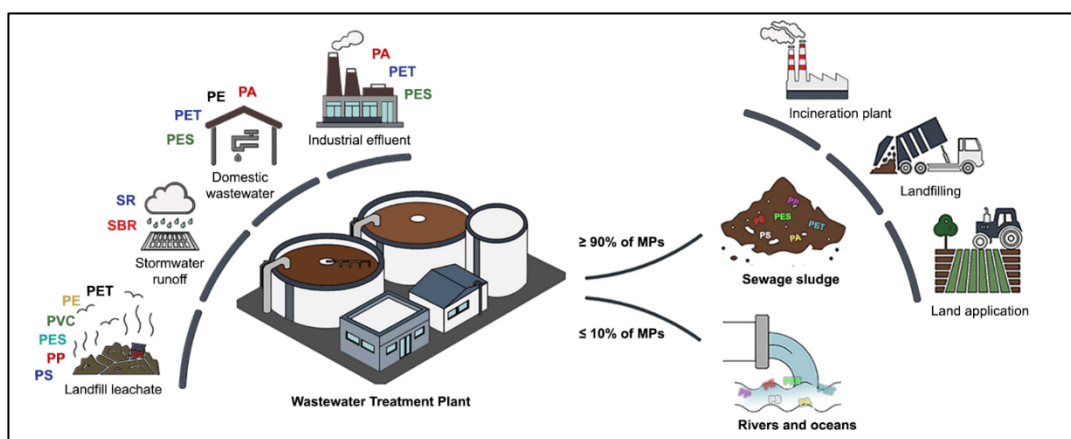 PA
PET
PES
Industrial effluent
PE
PA
PET
PES
Domestic
wastewater
SR
SBR
Stormwater
runoff
PET
PE
PVC
PES
PP
PS
Landfill leachate
Wastewater Treatment Plant
≥ 90% of MPs
≤ 10% of MPs
PP
PE
PES
PET
PS
PA
Sewage sludge
PP
PE
PES
PS
PA
Rivers and oceans
Incineration plant
Landfilling
Land application